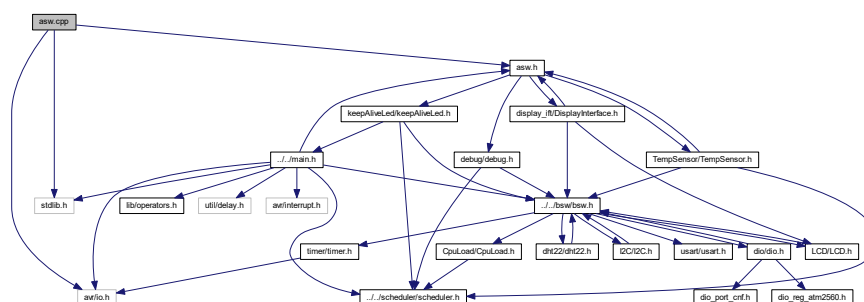 asw.cpp
asw.h
keepAliveLed/keepAliveLed.h
display_ift/DisplayInterface.h
../../main.h
debug/debug.h
TempSensor/TempSensor.h
stdlib.h
lib/operators.h
util/delay.h
avr/interrupt.h
../../bsw/bsw.h
timer/timer.h
CpuLoad/CpuLoad.h
dht22/dht22.h
I2C/I2C.h
usart/usart.h
dio/dio.h
LCD/LCD.h
avr/io.h
../../scheduler/scheduler.h
dio_port_cnf.h
dio_reg_atm2560.h